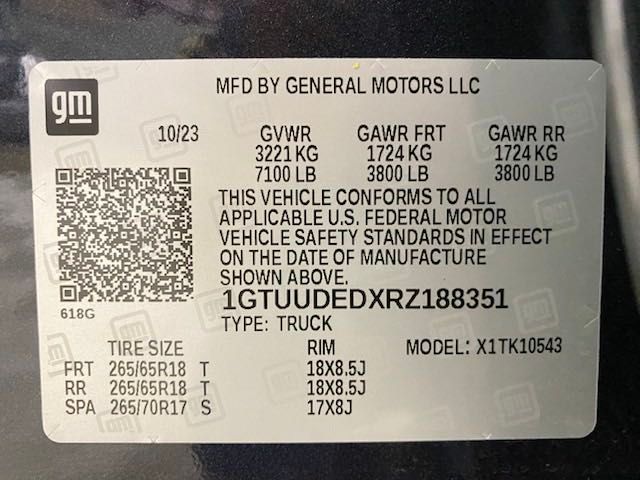 gm
MFD BY GENERAL MOTORS LLC
10/23 GVWR GAWR FRT GAWR RR
3221 KG 1724 KG 1724 KG
7100 LB 3800 LB 3800 LB
THIS VEHICLE CONFORMS TO ALL
APPLICABLE U.S. FEDERAL MOTOR
VEHICLE SAFETY STANDARDS IN EFFECT
ON THE DATE OF MANUFACTURE
SHOWN ABOVE.
1GTUUDEDXRZ188351
618G
TYPE: TRUCK
TIRE SIZE RIM MODEL: X1TK10543
FRT 265/65R18 T 18X8.5J
RR 265/65R18 T 18X8.5J
SPA 265/70R17 S 17X8J